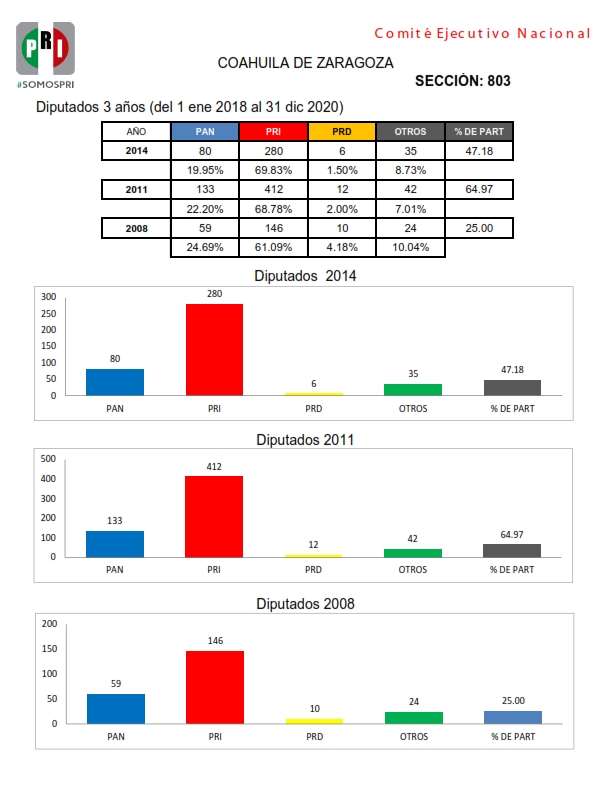 Comité Ejecutivo Nacional
PRI
#SOMOSPRI
COAHUILA DE ZARAGOZA
SECCIÓN: 803
Diputados 3 años (del 1 ene 2018 al 31 dic 2020)
AÑO PAN PRI PRD OTROS % DE PART
2014 80 280 6 35 47.18
19.95% 69.83% 1.50% 8.73%
2011 133 412 12 42 64.97
22.20% 68.78% 2.00% 7.01%
2008 59 146 10 24 25.00
24.69% 61.09% 4.18% 10.04%
Diputados 2014
300
250
200
150
100
50
0
80 280 6 35 47.18
PAN PRI PRD OTROS % DE PART
Diputados 2011
500
400
300
200
100
0
133 412 12 42 64.97
PAN PRI PRD OTROS % DE PART
Diputados 2008
200
150
100
50
0
59 146 10 24 25.00
PAN PRI PRD OTROS % DE PART